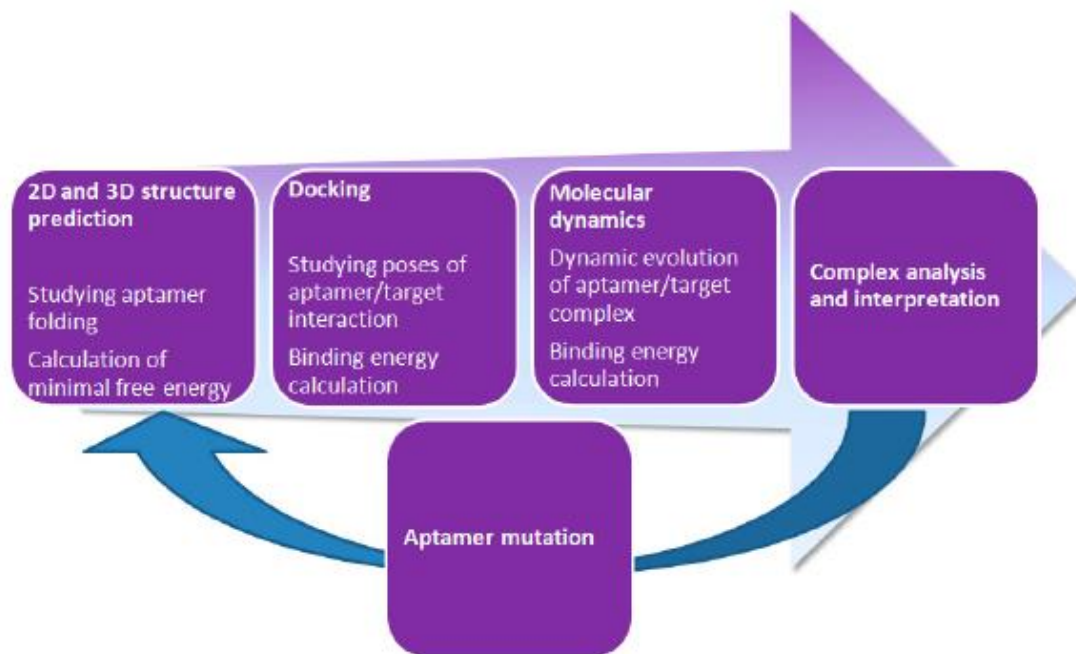 2D and 3D structure
prediction
Studying aptamer
folding
Calculation of
minimal free energy
Docking
Studying poses of
aptamer/target
interaction
Binding energy
calculation
Molecular
dynamics
Dynamic evolution
of aptamer/target
complex
Binding energy
calculation
Complex analysis
and interpretation
Aptamer mutation